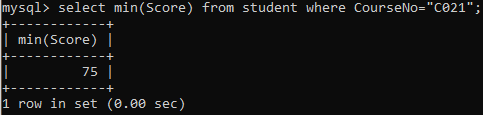 mysql> select min(Score) from student where CourseNo="C021";
+------------+
| min(Score) |
+------------+
|         75 |
+------------+
1 row in set (0.00 sec)